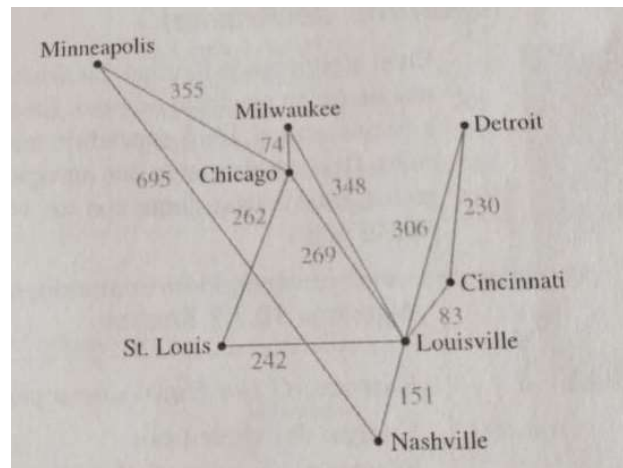 Minneapolis
355
Milwaukee
Detroit
74
Chicago
695
348
262
306
230
269
Cincinnati
83
St. Louis
242
Louisville
151
Nashville